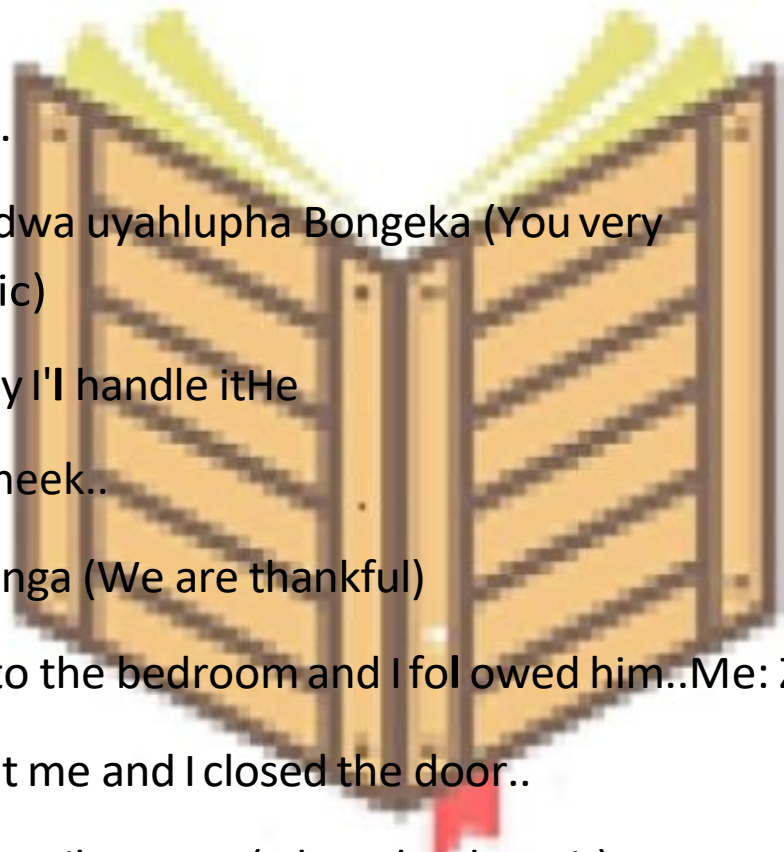 .
dwa uyahlupha Bongeka (You very
ic)
y I'l handle itHe
heek..
nga (We are thankful)
to the bedroom and I fol owed him..Me: Z
t me and I closed the door..